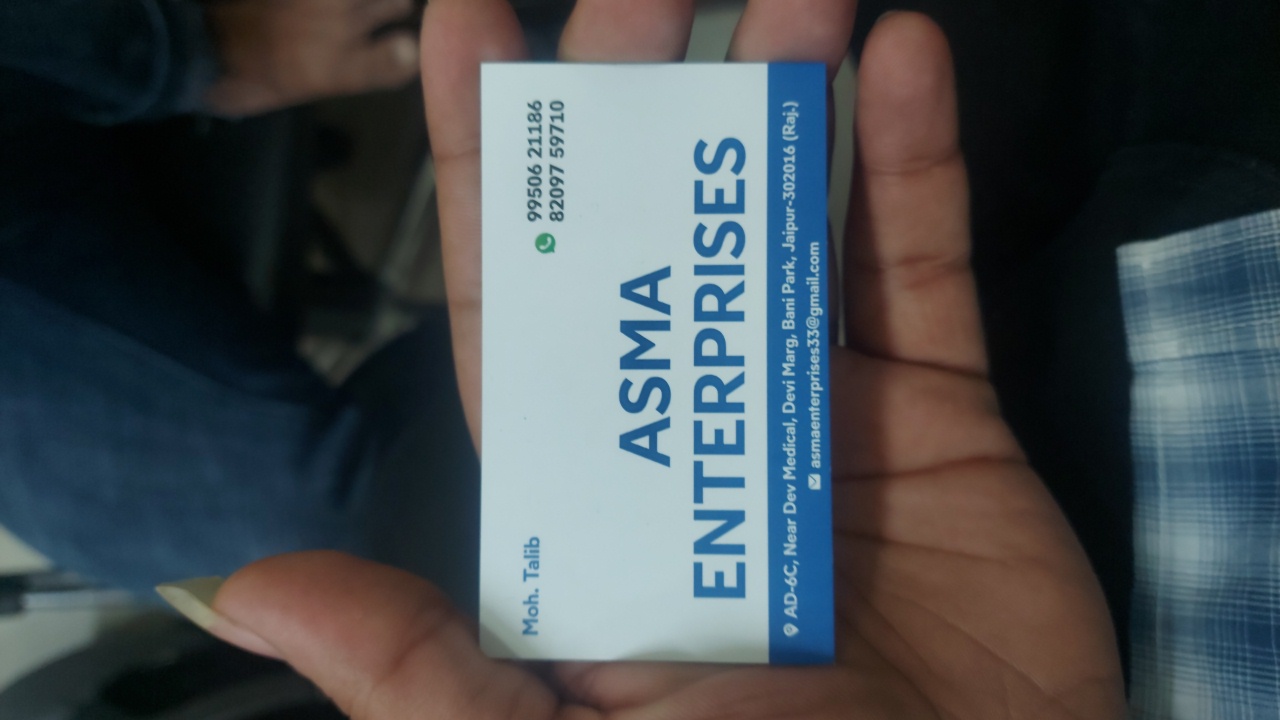 Moh. Talib
99506 21186
82097 59710
ASMA
ENTERPRISES
AD-6C, Near Dev Medical, Devi Marg, Bani Park, Jaipur-302016 (Raj.)
asmaenferprises33@gmail.com